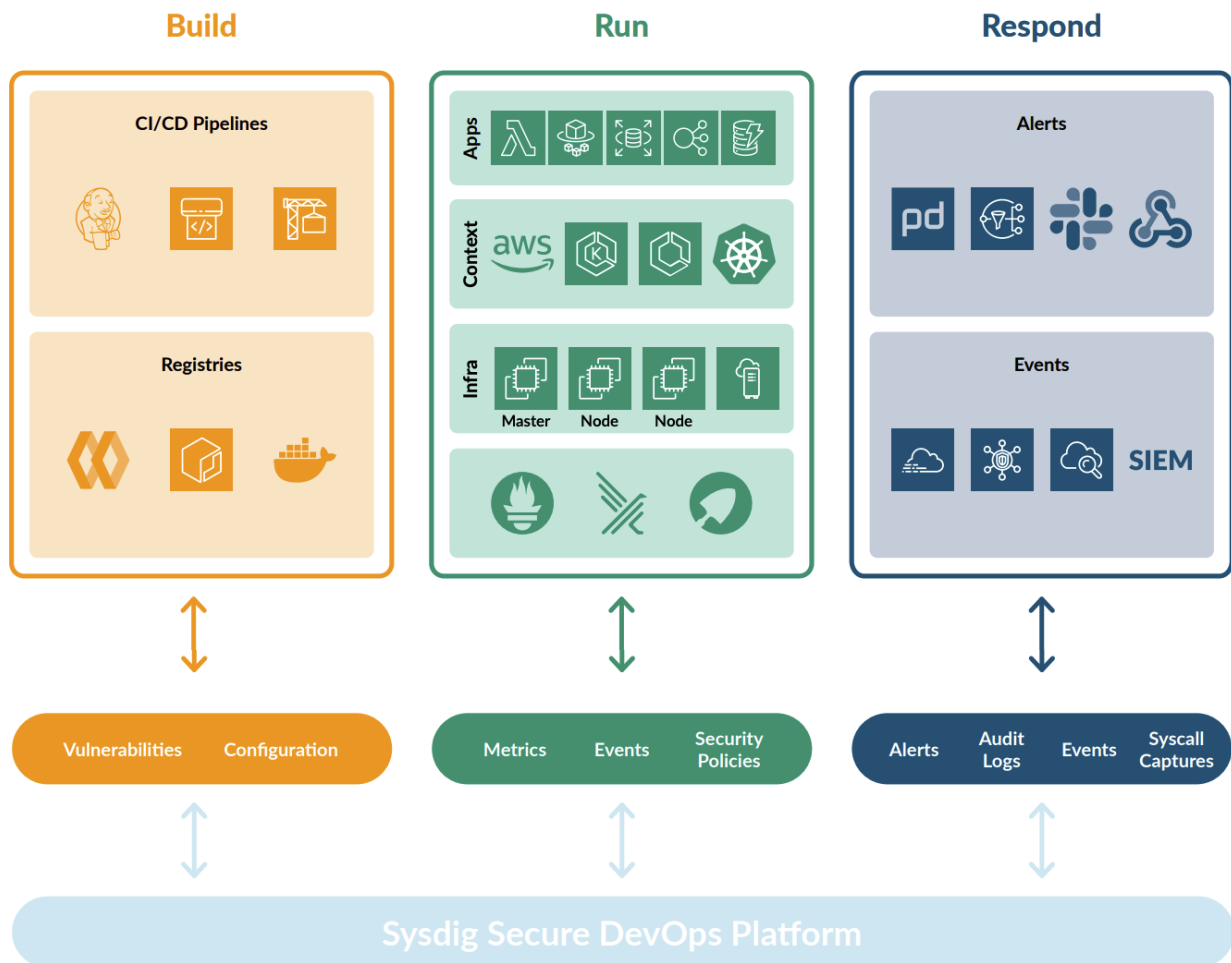 Build
Run
Respond
CI/CD Pipelines
</>
Registries
Apps
Context
aws
K
Infra
Master
Node
Node
Alerts
pd
Events
SIEM
Vulnerabilities
Configuration
Metrics
Events
Security
Policies
Alerts
Audit
Logs
Events
Syscall
Captures
Sysdig Secure DevOps Platform